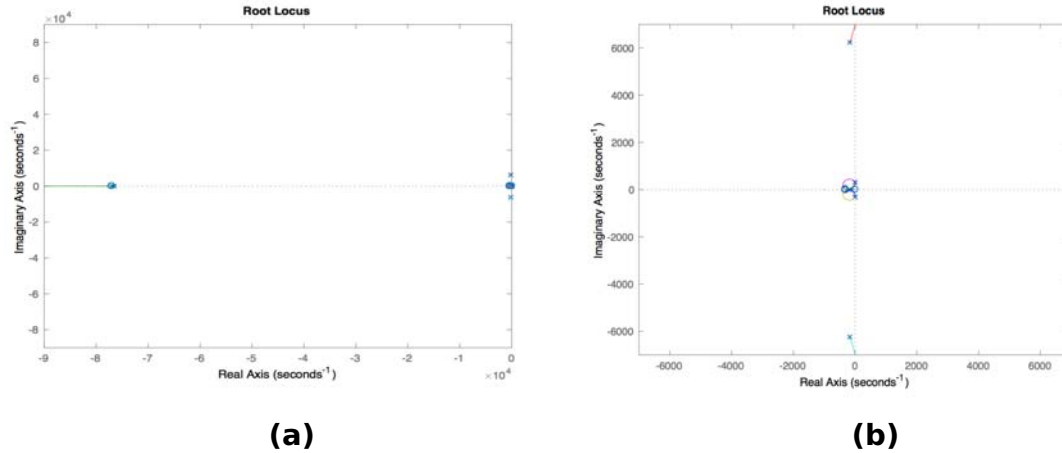 Root Locus
×10⁴
8
6
4
2
0
-2
-4
-6
-8
Imaginary Axis (seconds⁻¹)
-9 -8 -7 -6 -5 -4 -3 -2 -1 0
×10⁴
Real Axis (seconds⁻¹)
(a)
Root Locus
6000
4000
2000
0
-2000
-4000
-6000
Imaginary Axis (seconds⁻¹)
-6000 -4000 -2000 0 2000 4000 6000
Real Axis (seconds⁻¹)
(b)